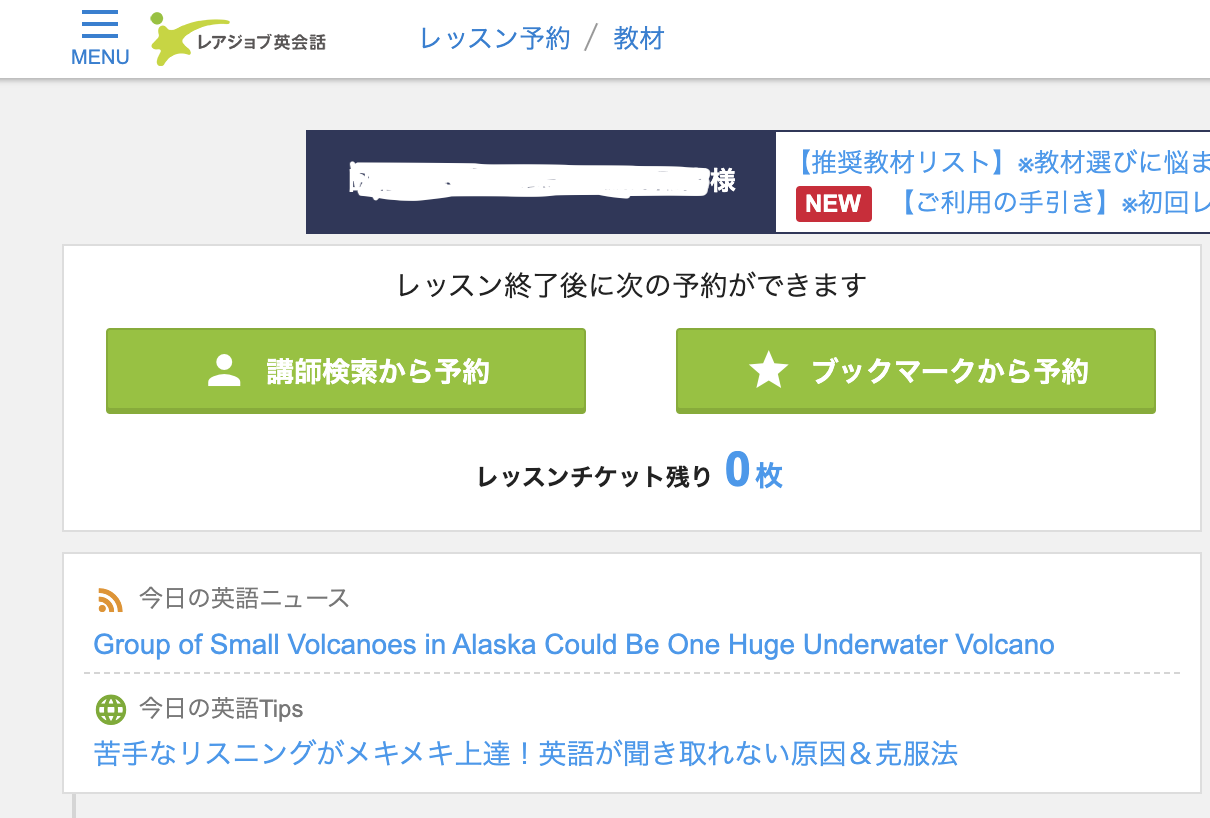 MENU
レアジョブ英会話
レッスン予約 / 教材
様
【推奨教材リスト】※教材選びに悩ま
NEW 【ご利用の手引き】※初回レ
レッスン終了後に次の予約ができます
講師検索から予約
ブックマークから予約
レッスンチケット残り 0枚
今日の英語ニュース
Group of Small Volcanoes in Alaska Could Be One Huge Underwater Volcano
今日の英語Tips
苦手なリスニングがメキメキ上達！英語が聞き取れない原因＆克服法